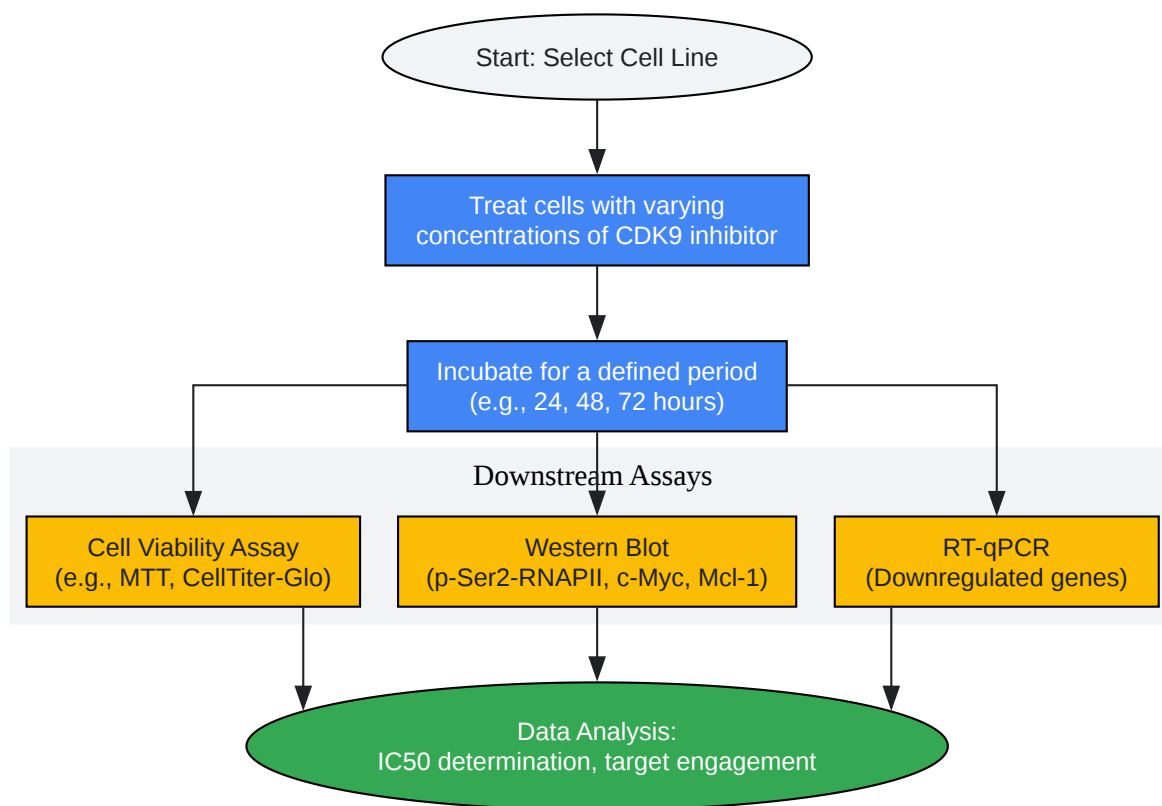 Start: Select Cell Line
Treat cells with varying
concentrations of CDK9 inhibitor
Incubate for a defined period
(e.g., 24, 48, 72 hours)
Downstream Assays
Cell Viability Assay
(e.g., MTT, CellTiter-Glo)
Western Blot
(p-Ser2-RNAPII, c-Myc, Mcl-1)
RT-qPCR
(Downregulated genes)
Data Analysis:
IC50 determination, target engagement